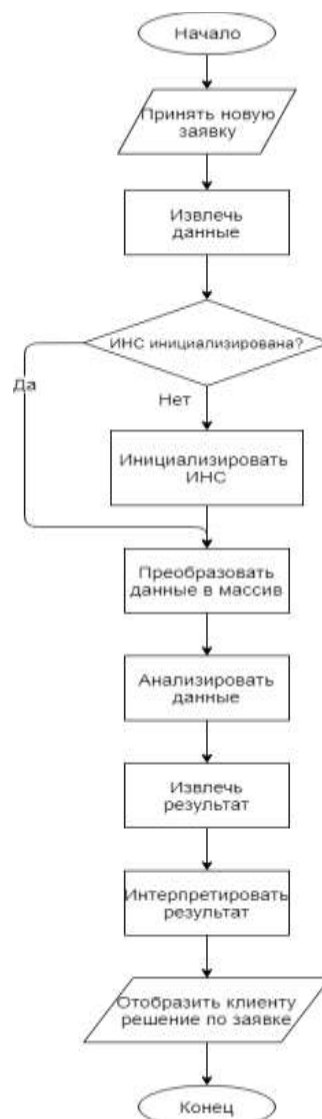 Начало
Принять новую
заявку
Извлечь
данные
ИНС инициализирована?
Да
Нет
Инициализировать
ИНС
Преобразовать
данные в массив
Анализировать
данные
Извлечь
результат
Интерпретировать
результат
Отобразить клиенту
решение по заявке
Конец